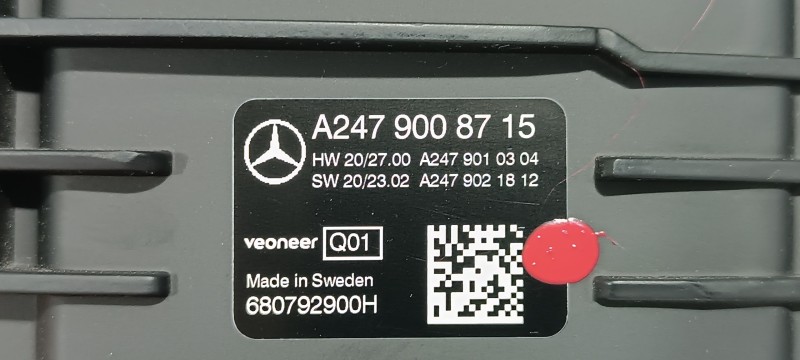 A247 900 87 15
HW 20/27.00 A247 901 03 04
SW 20/23.02 A247 902 18 12
veoneer Q01
Made in Sweden
680792900H